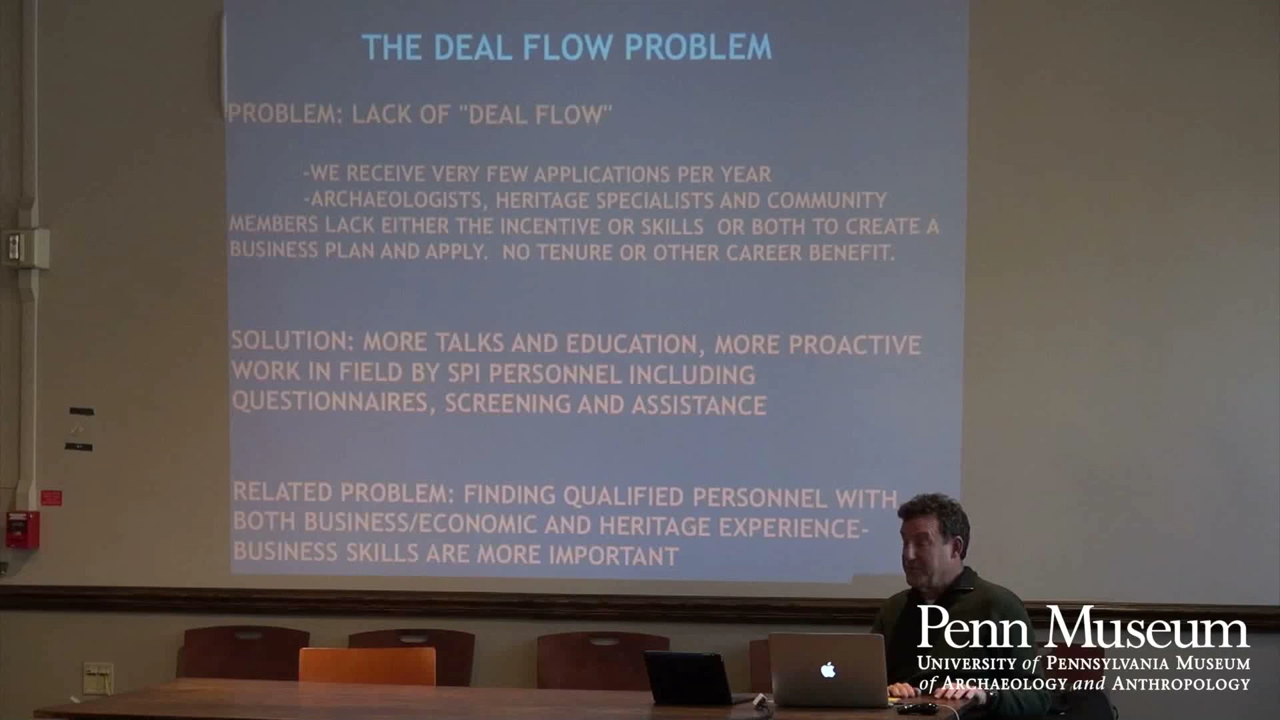 THE DEAL FLOW PROBLEM
PROBLEM: LACK OF "DEAL FLOW"
-WE RECEIVE VERY FEW APPLICATIONS PER YEAR
-ARCHAEOLOGISTS, HERITAGE SPECIALISTS AND COMMUNITY
MEMBERS LACK EITHER THE INCENTIVE OR SKILLS OR BOTH TO CREATE A
BUSINESS PLAN AND APPLY. NO TENURE OR OTHER CAREER BENEFIT.
SOLUTION: MORE TALKS AND EDUCATION, MORE PROACTIVE
WORK IN FIELD BY SPI PERSONNEL INCLUDING
QUESTIONNAIRES, SCREENING AND ASSISTANCE
RELATED PROBLEM: FINDING QUALIFIED PERSONNEL WITH
BOTH BUSINESS/ECONOMIC AND HERITAGE EXPERIENCE-
BUSINESS SKILLS ARE MORE IMPORTANT
Penn Museum
UNIVERSITY of PENNSYLVANIA MUSEUM
of ARCHAEOLOGY and ANTHROPOLOGY